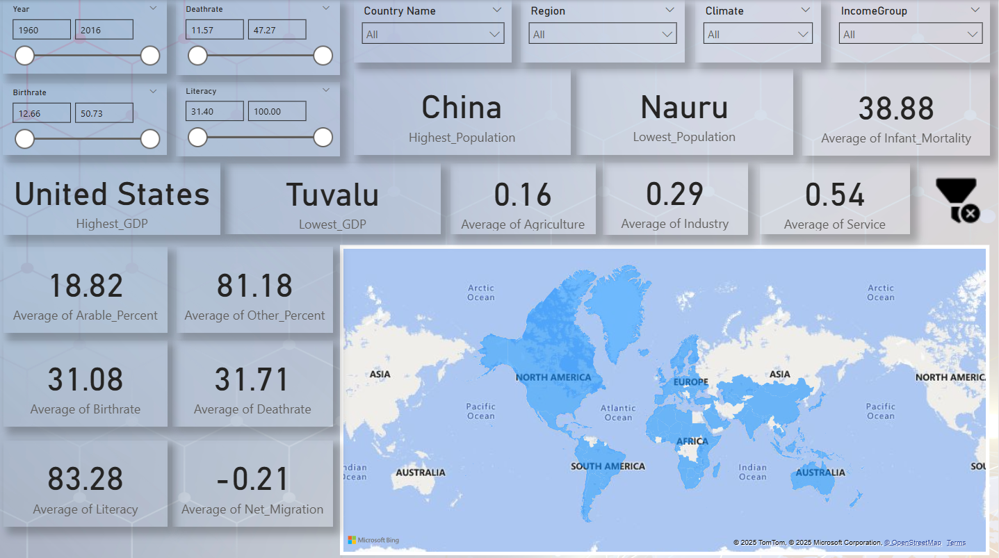 Year
1960
2016
Deathrate
11.57
47.27
Country Name
All
Region
All
Climate
All
IncomeGroup
All
Birthrate
12.66
50.73
Literacy
31.40
100.00
China
Highest_Population
Nauru
Lowest_Population
38.88
Average of Infant_Mortality
United States
Highest_GDP
Tuvalu
Lowest_GDP
0.16
Average of Agriculture
0.29
Average of Industry
0.54
Average of Service
18.82
Average of Arable_Percent
81.18
Average of Other_Percent
31.08
Average of Birthrate
31.71
Average of Deathrate
83.28
Average of Literacy
-0.21
Average of Net_Migration
Arctic
Ocean
Arctic
Ocean
ASIA
NORTH AMERICA
EUROPE
ASIA
NORTH AMERIC
Pacific
Ocean
Atlantic
Ocean
Pacific
Ocean
AFRICA
ndian
Ocean
AUSTRALIA
SOUTH AMERICA
Indian
Ocean
AUSTRALIA
SOU
Microsoft Bing
© 2025 TomTom, © 2025 Microsoft Corporation, © OpenStreetMap Terms